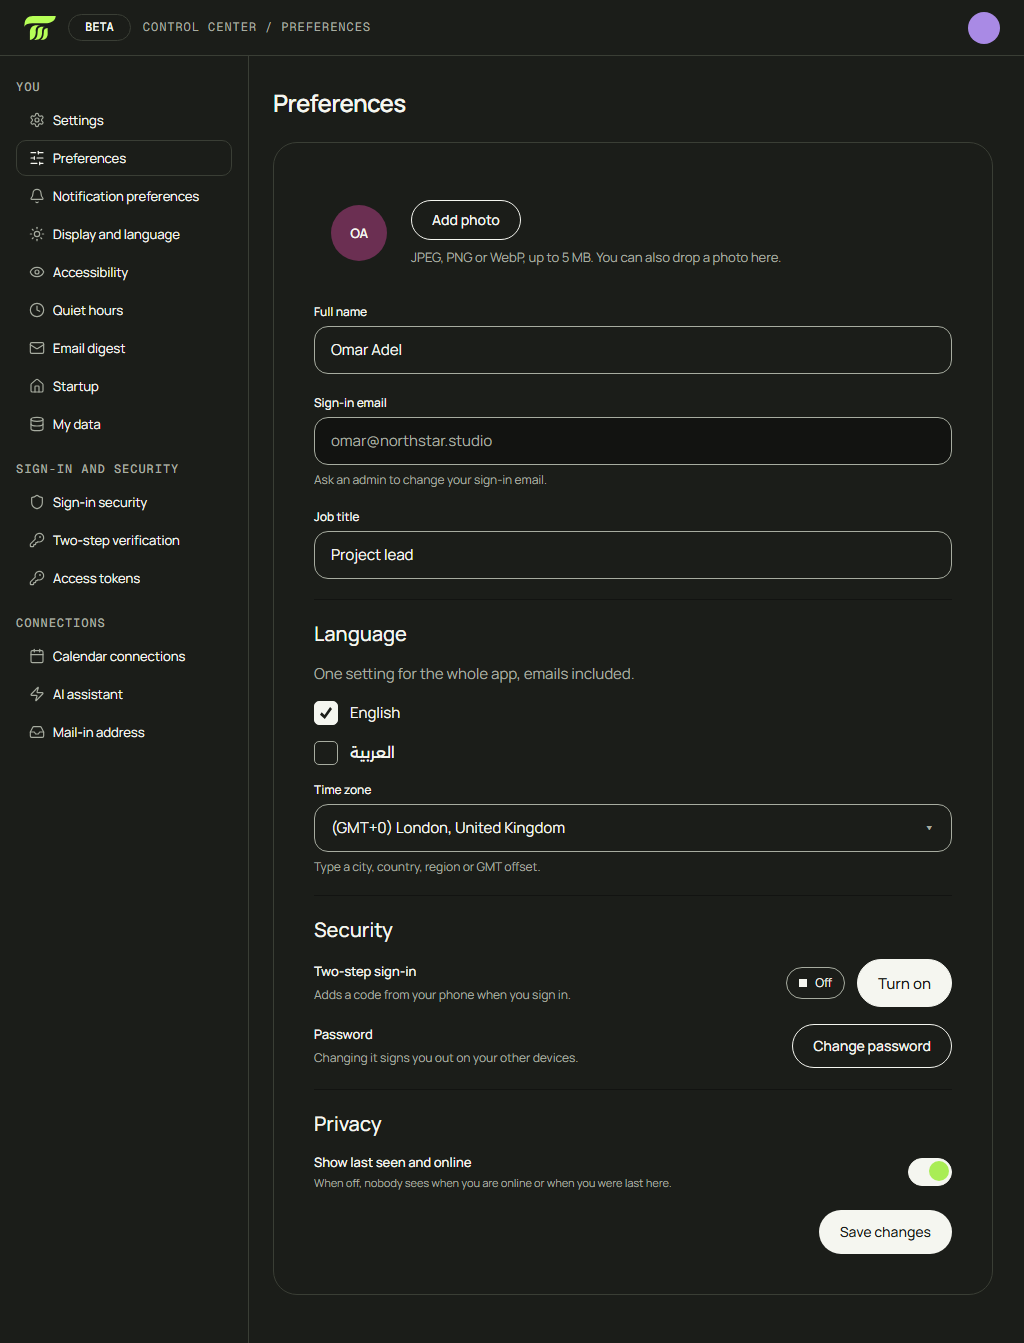 BETA
CONTROL CENTER / PREFERENCES
YOU
Settings
Preferences
Notification preferences
Display and language
Accessibility
Quiet hours
Email digest
Startup
My data
SIGN-IN AND SECURITY
Sign-in security
Two-step verification
Access tokens
CONNECTIONS
Calendar connections
AI assistant
Mail-in address
Preferences
OA
Add photo
JPEG, PNG or WebP, up to 5 MB. You can also drop a photo here.
Full name
Omar Adel
Sign-in email
omar@northstar.studio
Ask an admin to change your sign-in email.
Job title
Project lead
Language
One setting for the whole app, emails included.
English
العربية
Time zone
(GMT+0) London, United Kingdom
Type a city, country, region or GMT offset.
Security
Two-step sign-in
Adds a code from your phone when you sign in.
Off
Turn on
Password
Changing it signs you out on your other devices.
Change password
Privacy
Show last seen and online
When off, nobody sees when you are online or when you were last here.
Save changes